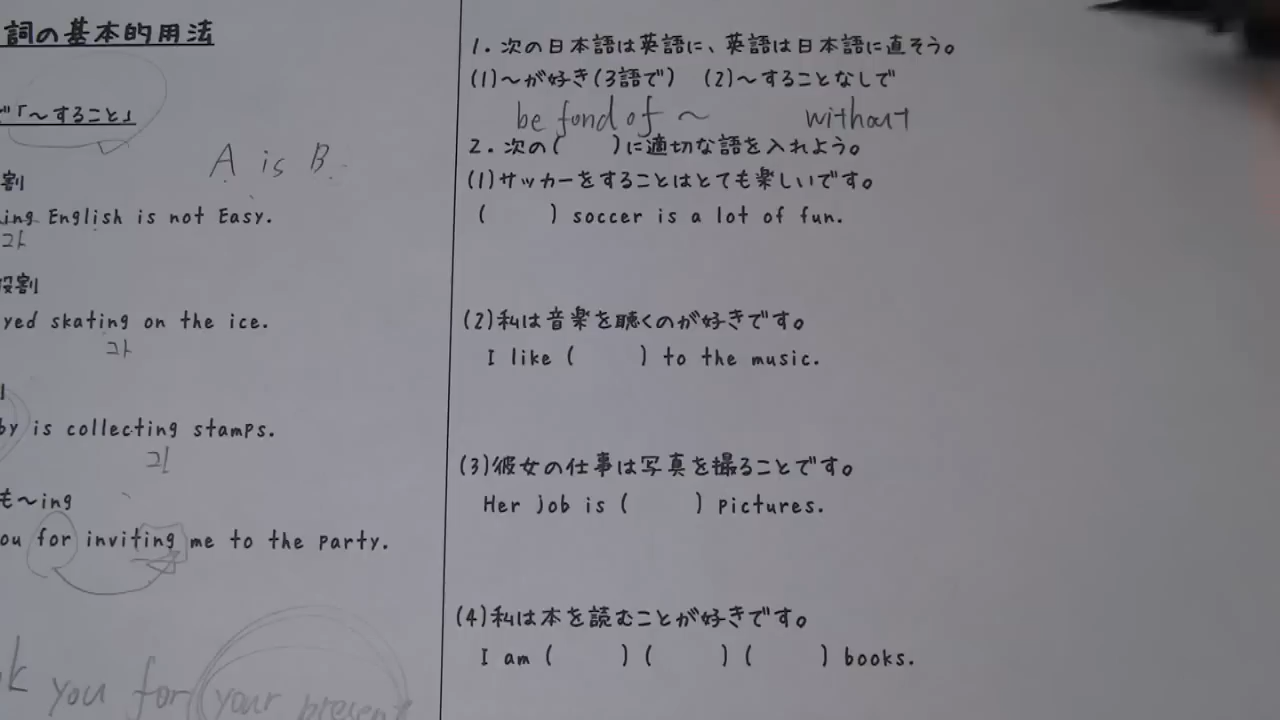 詞の基本的用法
「~すること」
A is B.
割
ing English is not Easy.
コト
役割
yed skating on the ice.
コト
by is collecting stamps.
も~ing
ou for inviting me to the party.
k you for your present
1. 次の日本語は英語に、英語は日本語に直そう。
(1)~が好き(3語で) (2)~することなしで
be fond of ~ without
2. 次の( )に適切な語を入れよう。
(1)サッカーをすることはとても楽しいです。
( ) soccer is a lot of fun.
(2)私は音楽を聴くのが好きです。
I like ( ) to the music.
(3)彼女の仕事は写真を撮ることです。
Her job is ( ) pictures.
(4)私は本を読むことが好きです。
I am ( ) ( ) ( ) books.